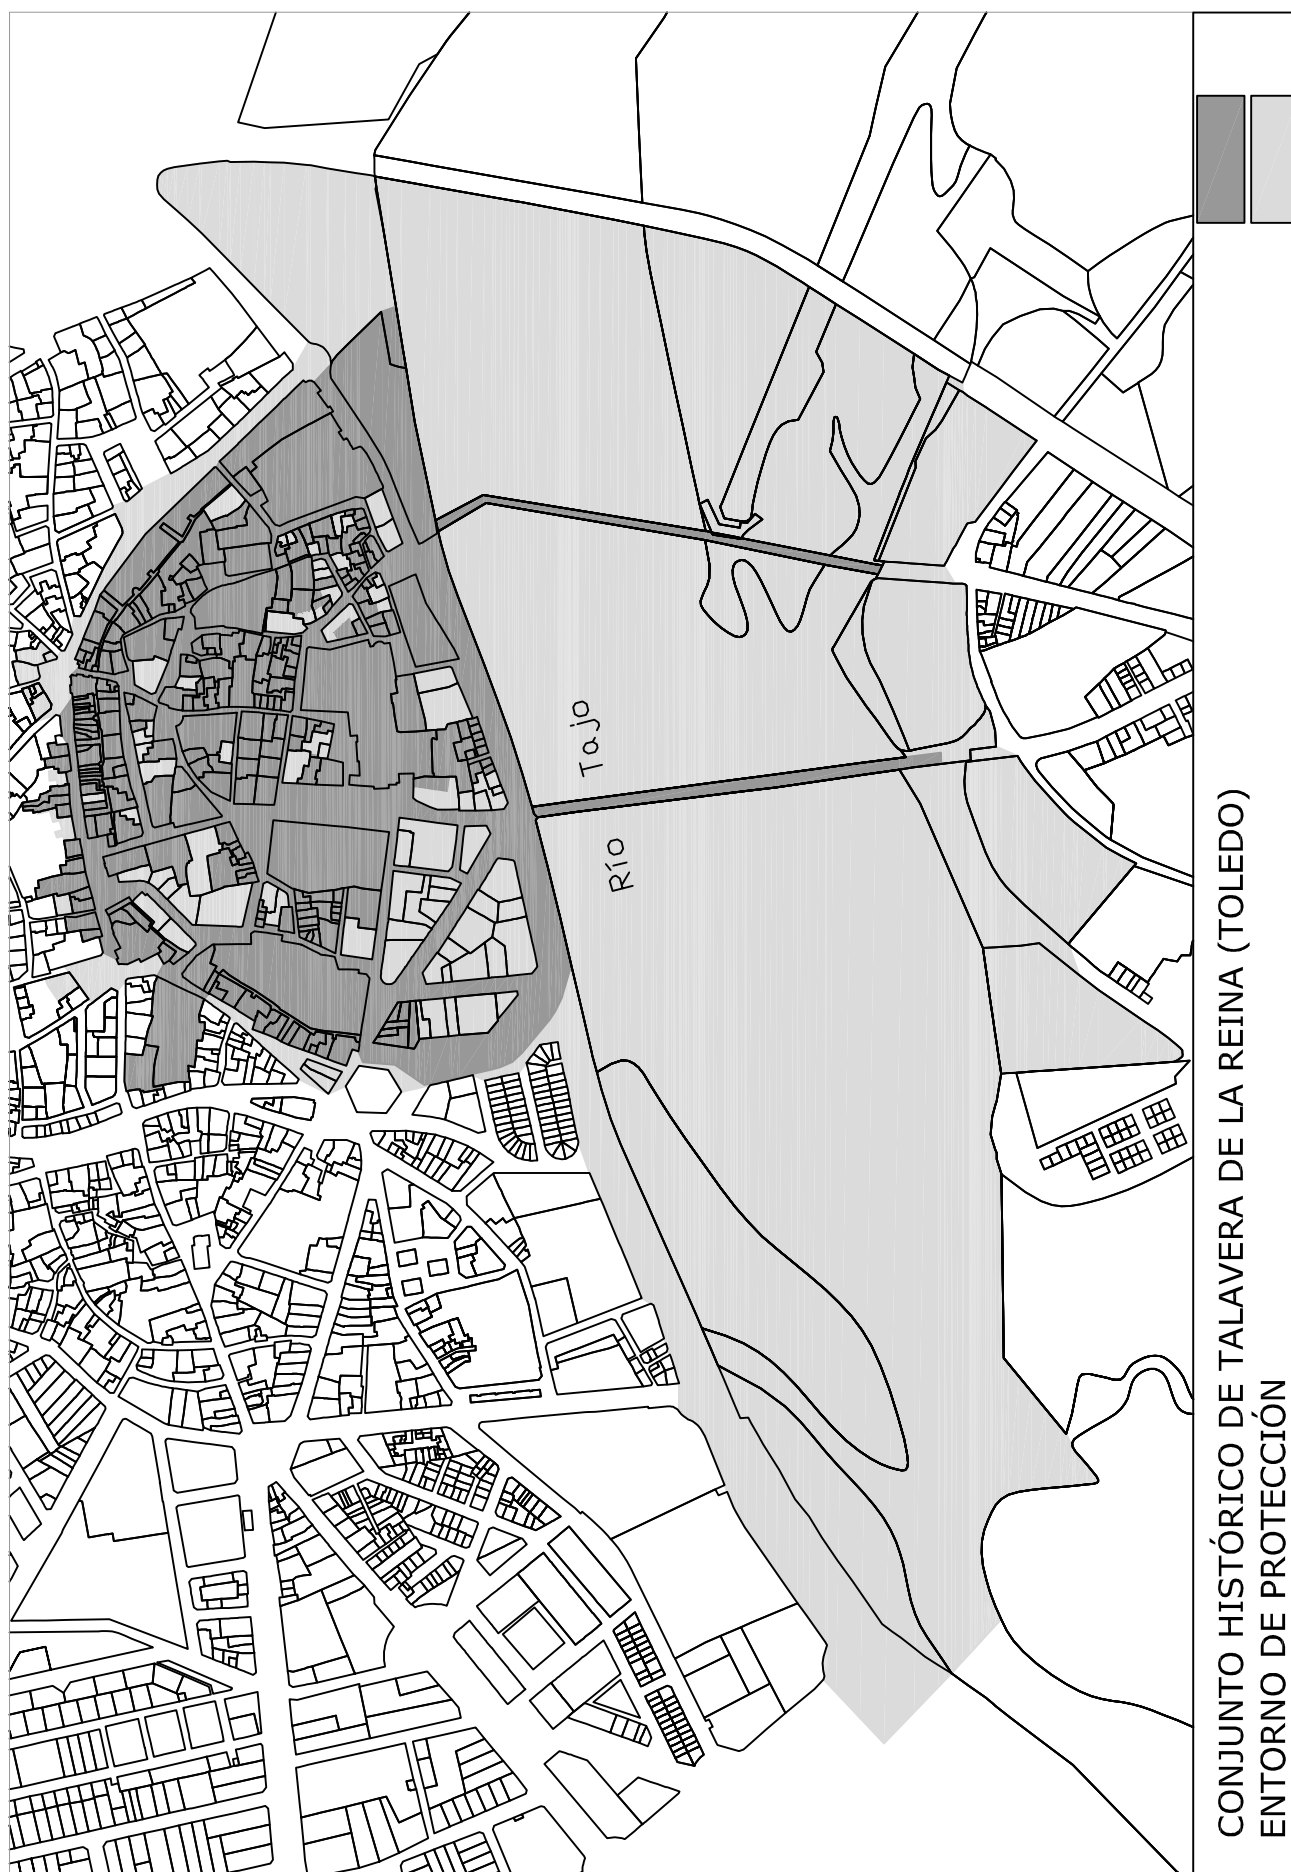 Río Tajo
CONJUNTO HISTÓRICO DE TALAVERA DE LA REINA (TOLEDO)
ENTORNO DE PROTECCIÓN